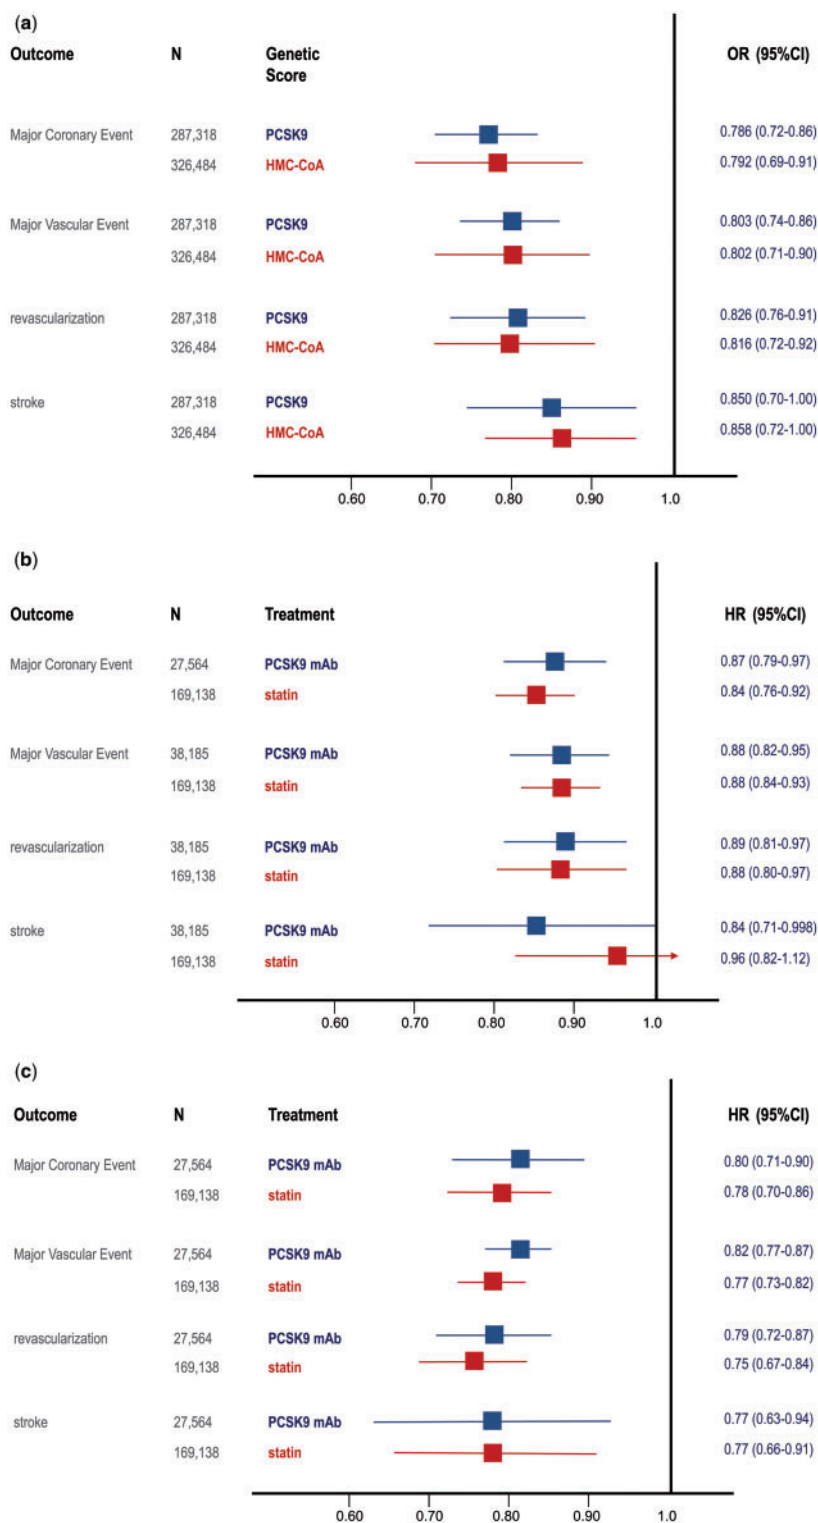 (a)
Outcome N Genetic Score OR (95%CI)
Major Coronary Event 287,318 PCSK9 0.786 (0.72-0.86)
326,484 HMC-CoA 0.792 (0.69-0.91)
Major Vascular Event 287,318 PCSK9 0.803 (0.74-0.86)
326,484 HMC-CoA 0.802 (0.71-0.90)
revascularization 287,318 PCSK9 0.826 (0.76-0.91)
326,484 HMC-CoA 0.816 (0.72-0.92)
stroke 287,318 PCSK9 0.850 (0.70-1.00)
326,484 HMC-CoA 0.858 (0.72-1.00)
0.60 0.70 0.80 0.90 1.0
(b)
Outcome N Treatment HR (95%CI)
Major Coronary Event 27,564 PCSK9 mAb 0.87 (0.79-0.97)
169,138 statin 0.84 (0.76-0.92)
Major Vascular Event 38,185 PCSK9 mAb 0.88 (0.82-0.95)
169,138 statin 0.88 (0.84-0.93)
revascularization 38,185 PCSK9 mAb 0.89 (0.81-0.97)
169,138 statin 0.88 (0.80-0.97)
stroke 38,185 PCSK9 mAb 0.84 (0.71-0.998)
169,138 statin 0.96 (0.82-1.12)
0.60 0.70 0.80 0.90 1.0
(c)
Outcome N Treatment HR (95%CI)
Major Coronary Event 27,564 PCSK9 mAb 0.80 (0.71-0.90)
169,138 statin 0.78 (0.70-0.86)
Major Vascular Event 27,564 PCSK9 mAb 0.82 (0.77-0.87)
169,138 statin 0.77 (0.73-0.82)
revascularization 27,564 PCSK9 mAb 0.79 (0.72-0.87)
169,138 statin 0.75 (0.67-0.84)
stroke 27,564 PCSK9 mAb 0.77 (0.63-0.94)
169,138 statin 0.77 (0.66-0.91)
0.60 0.70 0.80 0.90 1.0